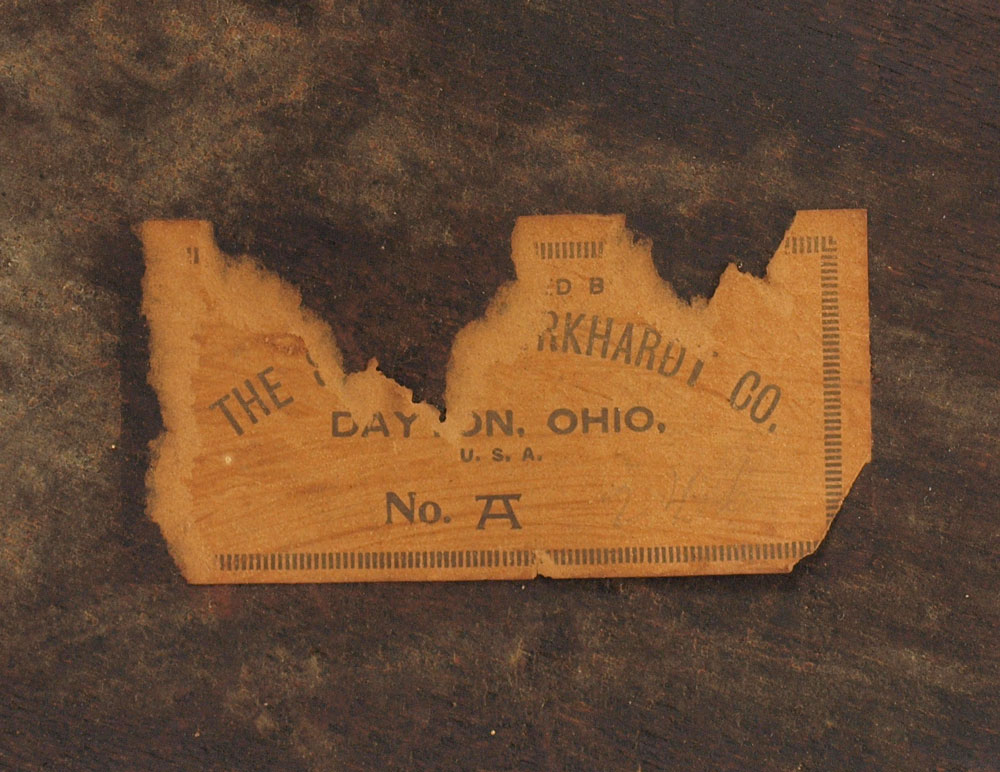 D B
THE RKHARDT CO.
DAY ON, OHIO,
U. S. A.
No. A